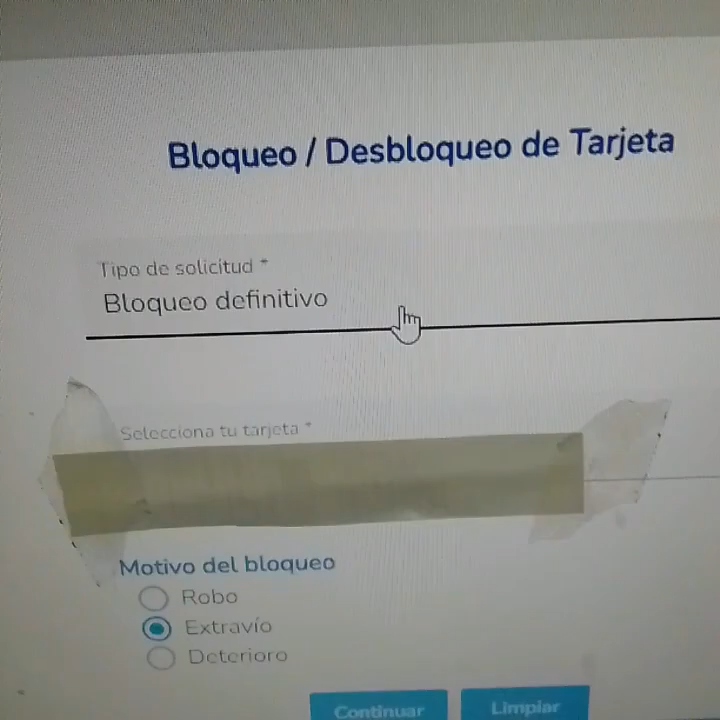 Bloqueo / Desbloqueo de Tarjeta
Tipo de solicitud *
Bloqueo definitivo
Selecciona tu tarjeta *
Motivo del bloqueo
Robo
Extravío
Deterioro
Continuar
Limpiar